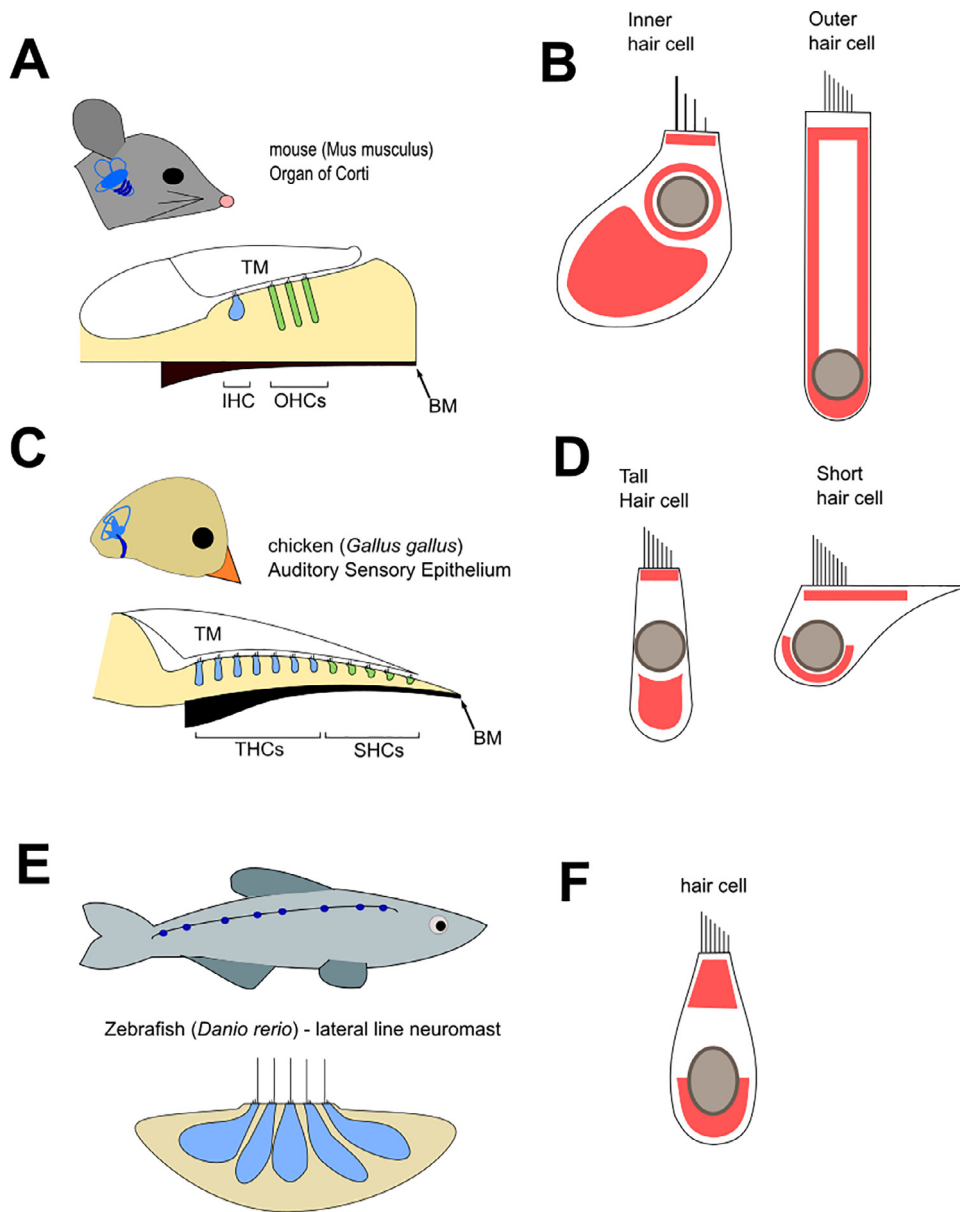 A
mouse (Mus musculus)
Organ of Corti
TM
IHC
OHCs
BM
B
Inner
hair cell
Outer
hair cell
C
chicken (Gallus gallus)
Auditory Sensory Epithelium
TM
THCs
SHCs
BM
D
Tall
Hair cell
Short
hair cell
E
Zebrafish (Danio rerio) - lateral line neuromast
F
hair cell